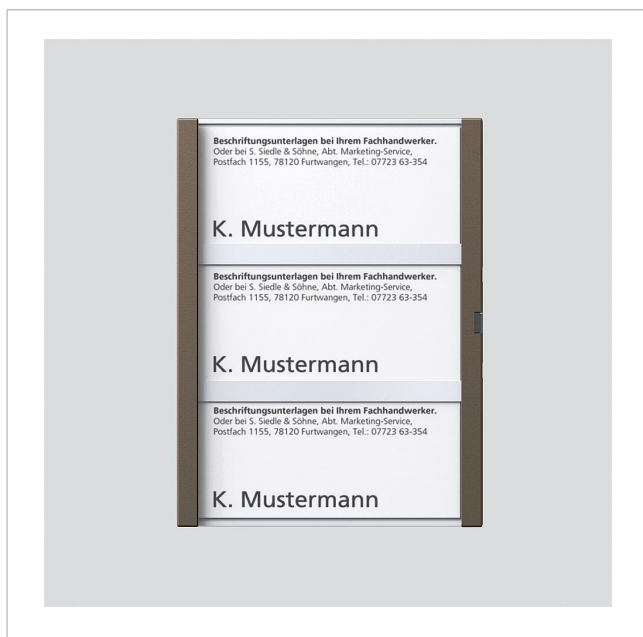 Beschriftungsunterlagen bei Ihrem Fachhandwerker.
Oder bei S. Siedle & Söhne, Abt. Marketing-Service,
Postfach 1155, 78120 Furtwangen, Tel.: 07723 63-354
K. Mustermann
Beschriftungsunterlagen bei Ihrem Fachhandwerker.
Oder bei S. Siedle & Söhne, Abt. Marketing-Service,
Postfach 1155, 78120 Furtwangen, Tel.: 07723 63-354
K. Mustermann
Beschriftungsunterlagen bei Ihrem Fachhandwerker.
Oder bei S. Siedle & Söhne, Abt. Marketing-Service,
Postfach 1155, 78120 Furtwangen, Tel.: 07723 63-354
K. Mustermann